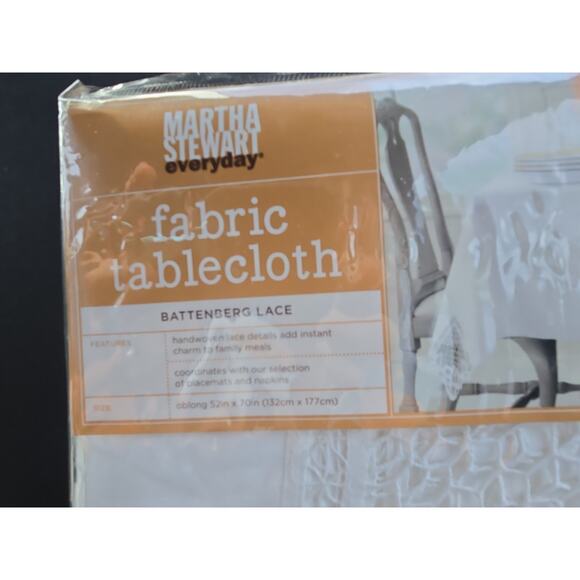 MARTHA
STEWART
everyday®
fabric
tablecloth
BATTENBERG LACE
FEATURES
handwoven lace details add instant
charm to family meals
coordinates with our selection
of placemats and napkins
SIZE
oblong 52in x 70in (132cm x 177cm)